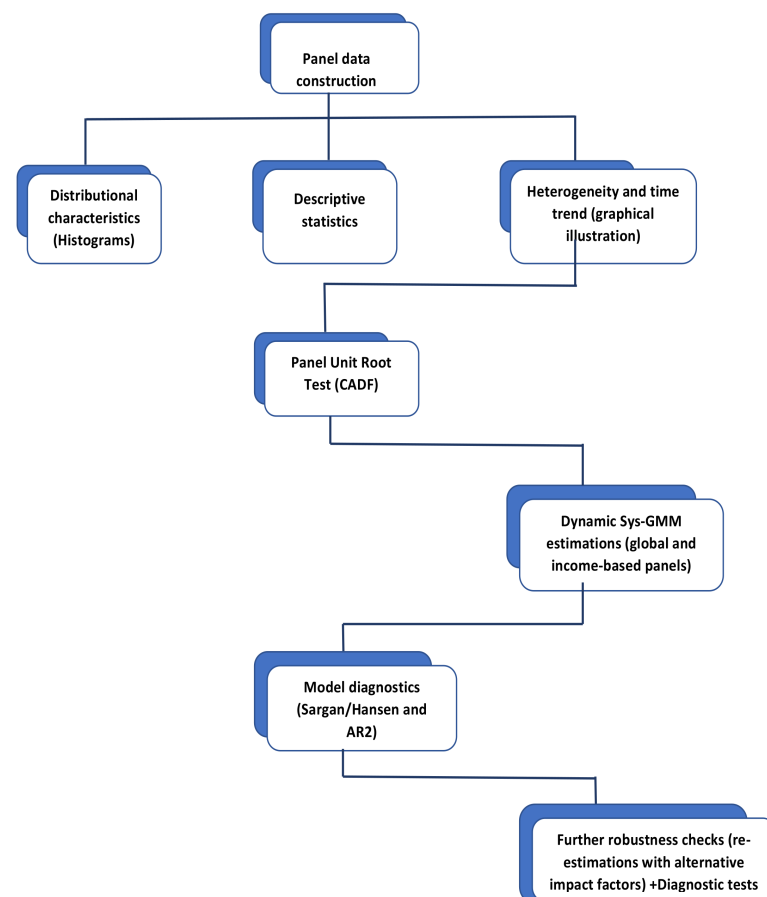 Panel data
construction
Distributional
characteristics
(Histograms)
Descriptive
statistics
Heterogeneity and time
trend (graphical
illustration)
Panel Unit Root
Test (CADF)
Dynamic Sys-GMM
estimations (global and
income-based panels)
Model diagnostics
(Sargan/Hansen and
AR2)
Further robustness checks (re-
estimations with alternative
impact factors) +Diagnostic tests